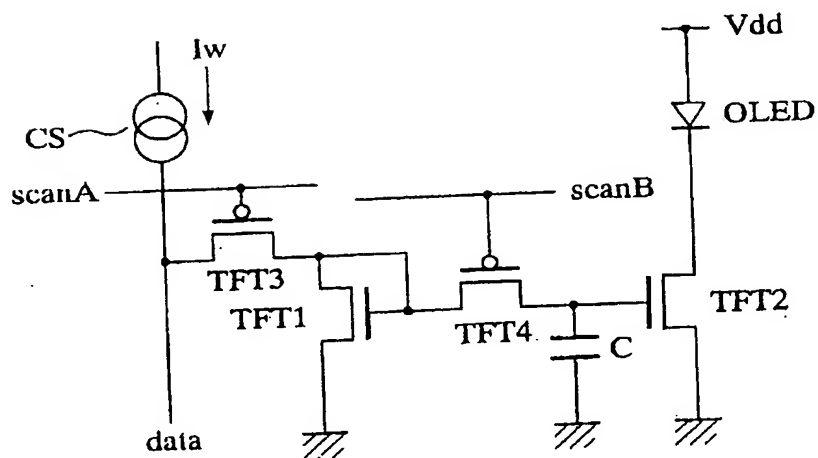 Iw
Vdd
CS
OLED
scanA
scanB
TFT3
TFT1
TFT4
C
TFT2
data